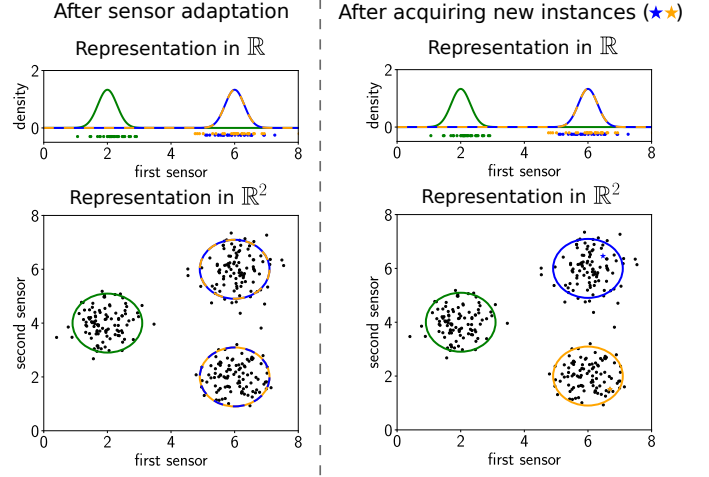 After sensor adaptation
Representation in ℝ
2
0
density
0 2 4 6 8
first sensor
Representation in ℝ²
8
6
4
2
0
second sensor
0 2 4 6 8
first sensor
After acquiring new instances (★★)
Representation in ℝ
2
0
density
0 2 4 6 8
first sensor
Representation in ℝ²
8
6
4
2
0
second sensor
0 2 4 6 8
first sensor